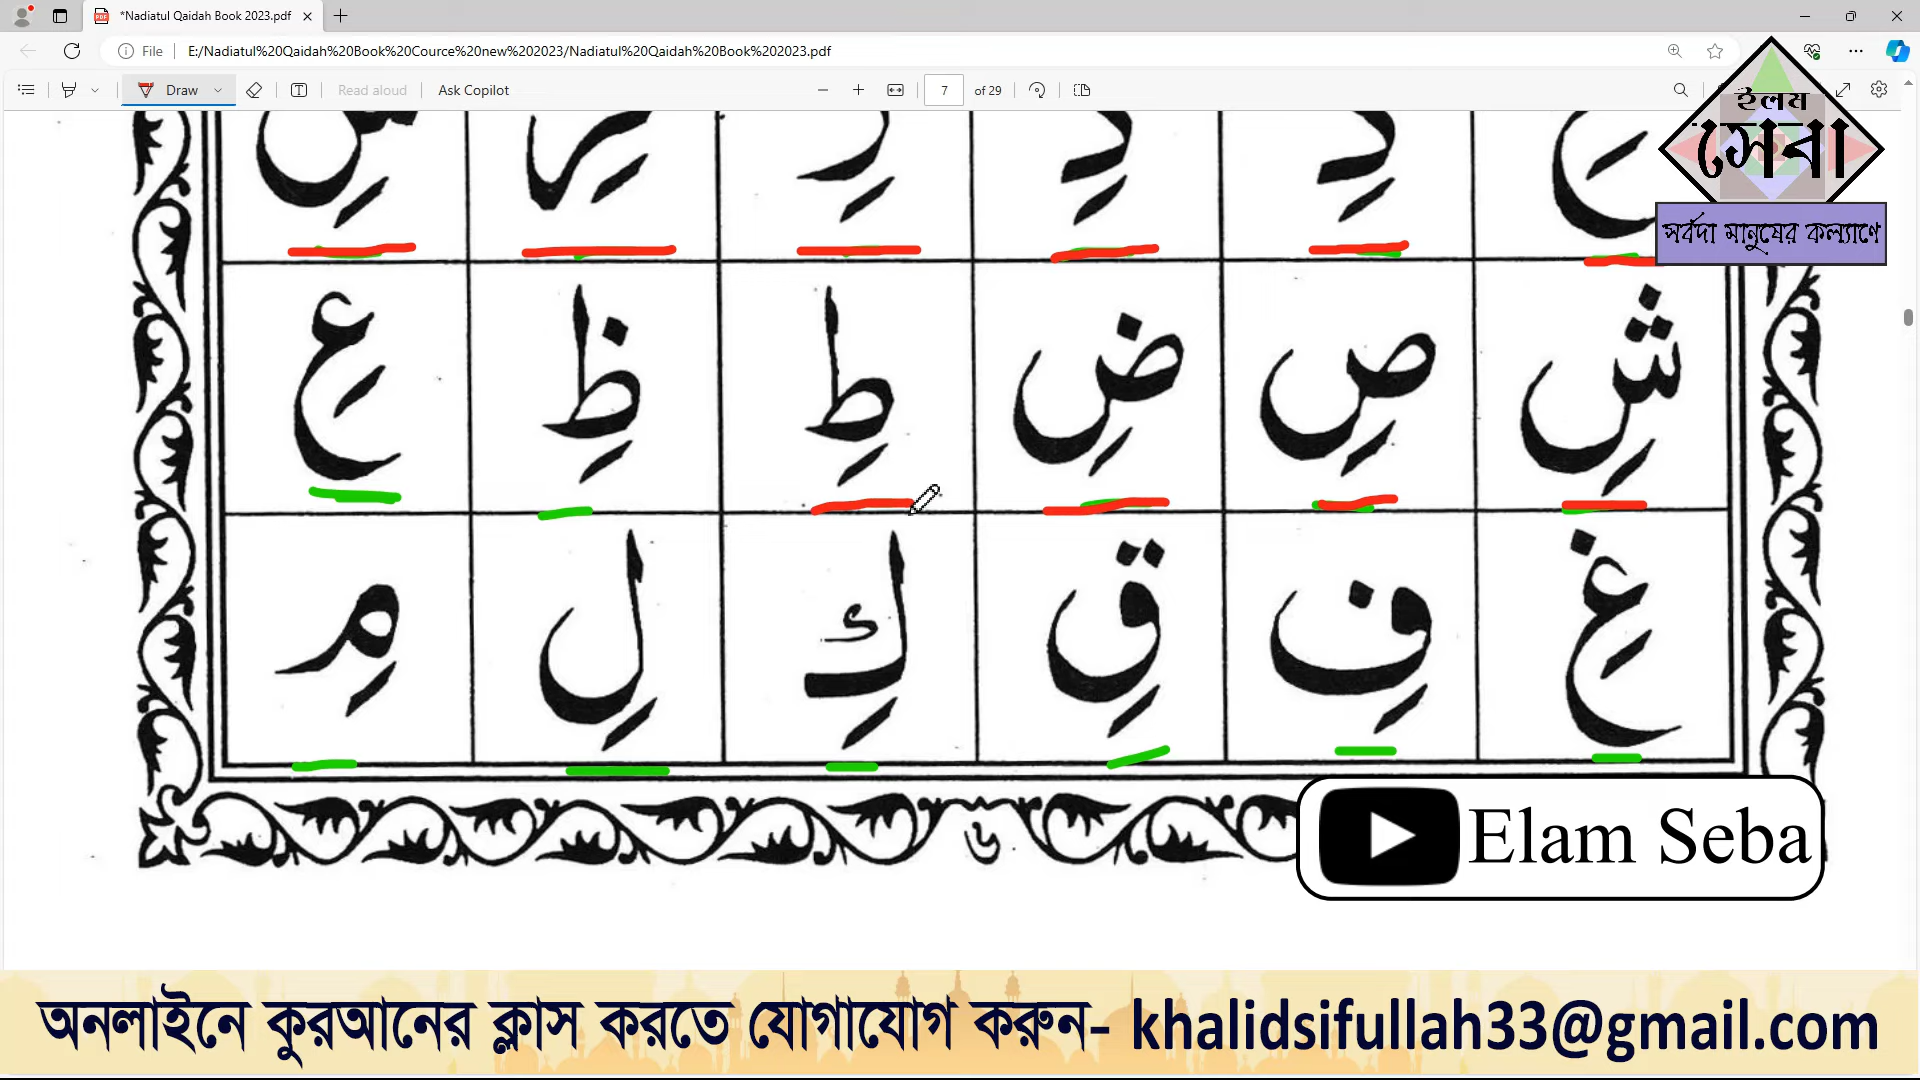 *Nadiatul Qaidah Book 2023.pdf
File E:/Nadiatul%20Qaidah%20Book%20Cource%20new%202023/Nadiatul%20Qaidah%20Book%202023.pdf
Draw Read aloud Ask Copilot 7 of 29
ইলম
সেবা
সর্বদা মানুষের কল্যাণে
حِ دِ ذِ رِ زِ سِ
شِ صِ ضِ طِ ظِ عِ
غِ فِ قِ كِ لِ مِ
৬
Elam Seba
অনলাইনে কুরআনের ক্লাস করতে যোগাযোগ করুন- khalidsifullah33@gmail.com